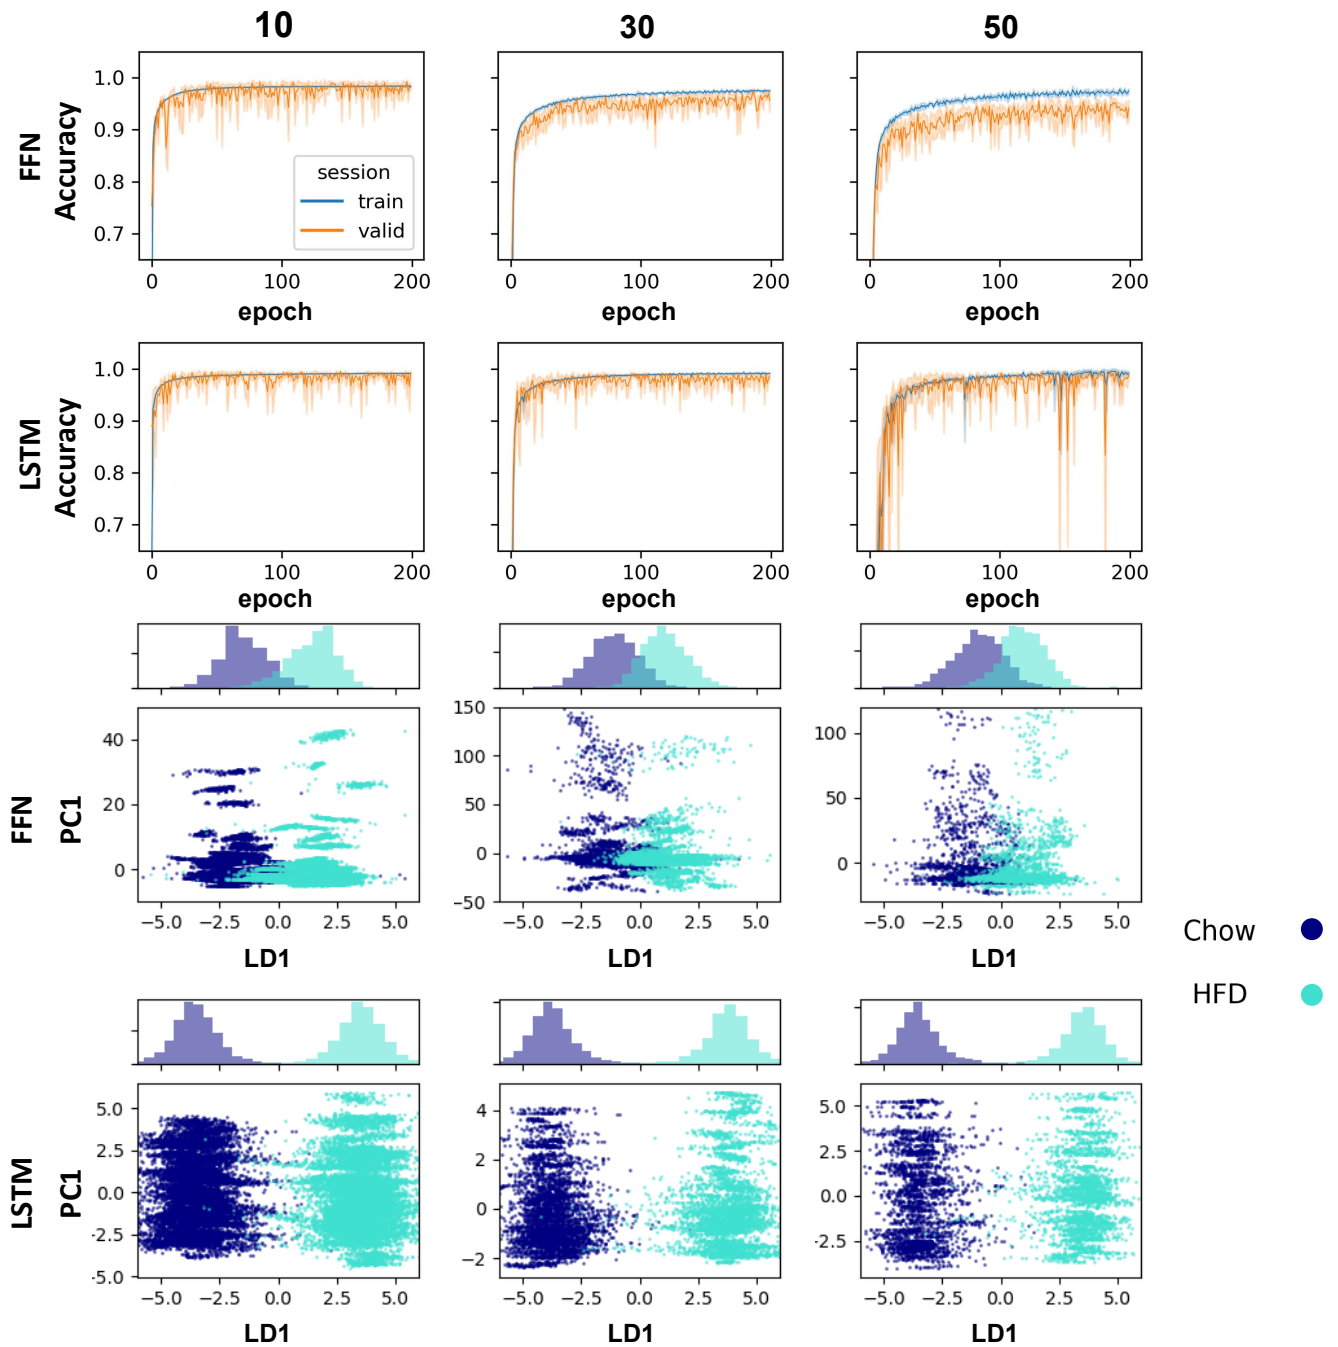 10 30 50
1.0
0.9
0.8
0.7
FFN
Accuracy
session
train
valid
0 100 200 0 100 200 0 100 200
epoch epoch epoch
1.0
0.9
0.8
0.7
LSTM
Accuracy
0 100 200 0 100 200 0 100 200
epoch epoch epoch
FFN
PC1
40
20
0
150
100
50
0
−50
100
50
0
−5.0 −2.5 0.0 2.5 5.0 −5.0 −2.5 0.0 2.5 5.0 −5.0 −2.5 0.0 2.5 5.0
LD1 LD1 LD1
Chow
HFD
LSTM
PC1
5.0
2.5
0.0
-2.5
-5.0
4
2
0
−2
5.0
2.5
0.0
-2.5
−5.0 −2.5 0.0 2.5 5.0 −5.0 −2.5 0.0 2.5 5.0 −5.0 −2.5 0.0 2.5 5.0
LD1 LD1 LD1